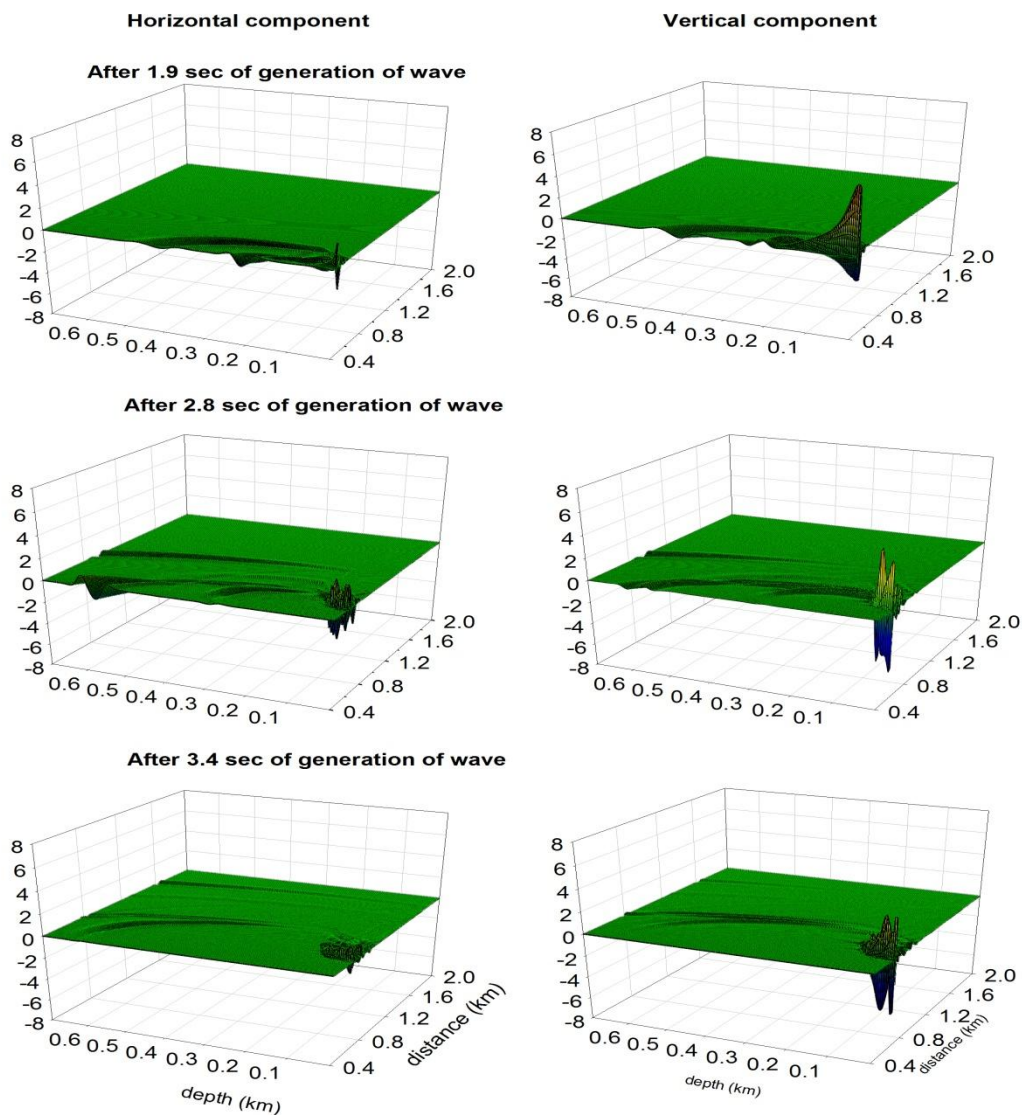 Horizontal component
Vertical component
After 1.9 sec of generation of wave
8
6
4
2
0
-2
-4
-6
-8
0.6 0.5 0.4 0.3 0.2 0.1
0.4 0.8 1.2 1.6 2.0
8
6
4
2
0
-2
-4
-6
-8
0.6 0.5 0.4 0.3 0.2 0.1
0.4 0.8 1.2 1.6 2.0
After 2.8 sec of generation of wave
8
6
4
2
0
-2
-4
-6
-8
0.6 0.5 0.4 0.3 0.2 0.1
0.4 0.8 1.2 1.6 2.0
8
6
4
2
0
-2
-4
-6
-8
0.6 0.5 0.4 0.3 0.2 0.1
0.4 0.8 1.2 1.6 2.0
After 3.4 sec of generation of wave
8
6
4
2
0
-2
-4
-6
-8
0.6 0.5 0.4 0.3 0.2 0.1
0.4 0.8 1.2 1.6 2.0
depth (km)
distance (km)
8
6
4
2
0
-2
-4
-6
-8
0.6 0.5 0.4 0.3 0.2 0.1
0.4 0.8 1.2 1.6 2.0
depth (km)
distance (km)